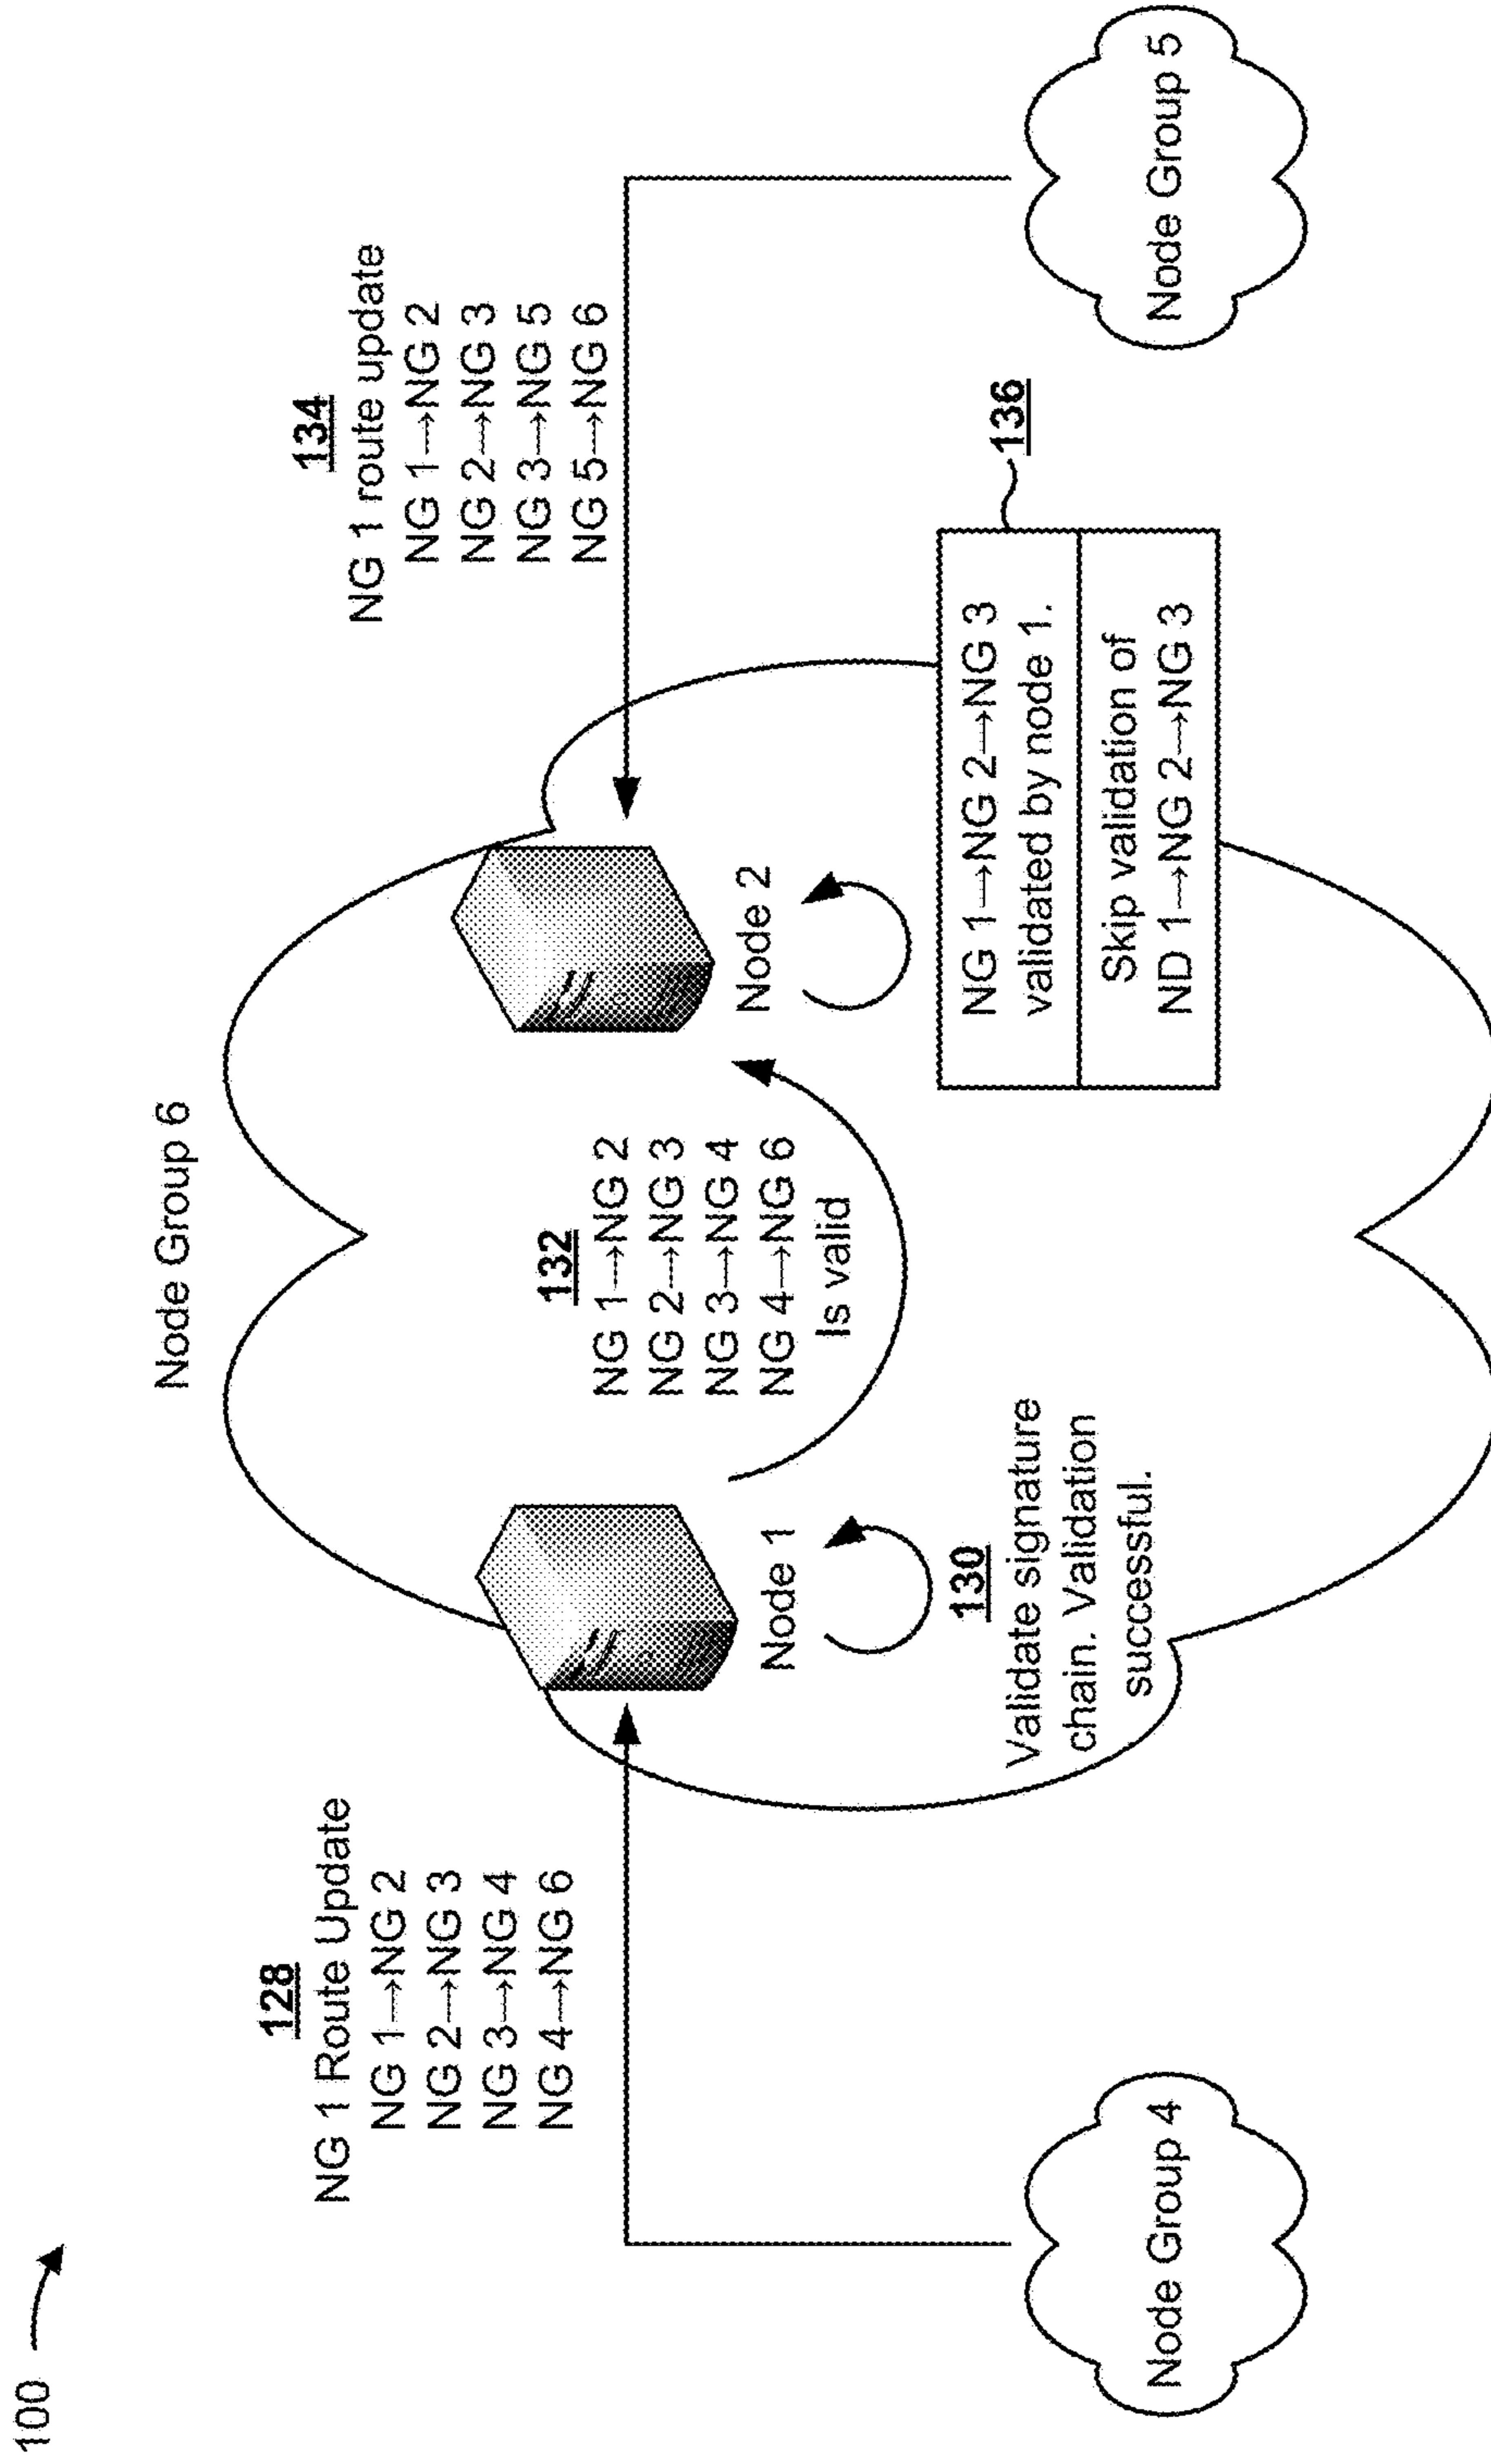 100
Node Group 6
128
NG 1 Route Update
NG 1→NG 2
NG 2→NG 3
NG 3→NG 4
NG 4→NG 6
Node 1
130
Validate signature
chain. Validation
successful.
132
NG 1→NG 2
NG 2→NG 3
NG 3→NG 4
NG 4→NG 6
Is valid
Node 2
134
NG 1 route update
NG 1→NG 2
NG 2→NG 3
NG 3→NG 5
NG 5→NG 6
136
NG 1→NG 2→NG 3
validated by node 1.
Skip validation of
ND 1→NG 2→NG 3
Node Group 4
Node Group 5